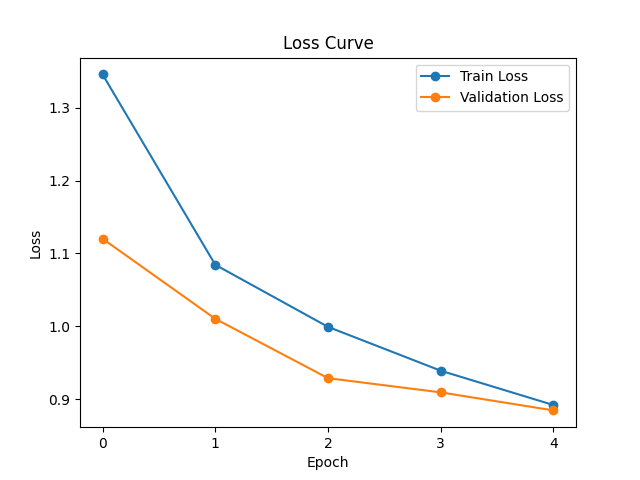 Loss Curve
Train Loss
Validation Loss
1.3
1.2
1.1
1.0
0.9
Loss
0 1 2 3 4
Epoch